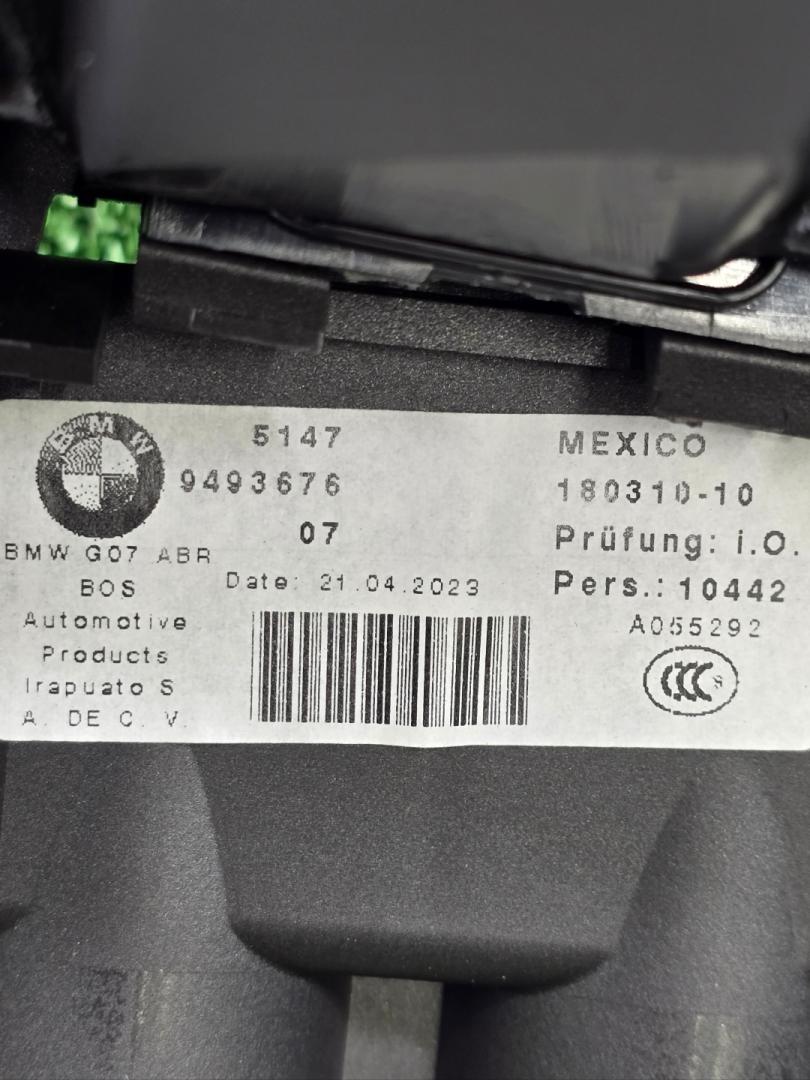 BMW
5147
9493676
07
BMW G07 ABR
BOS
Automotive
Products
Irapuato S
A. DE C. V.
Date: 21.04.2023
MEXICO
180310-10
Prüfung: i.O.
Pers.: 10442
A055292
CCC S